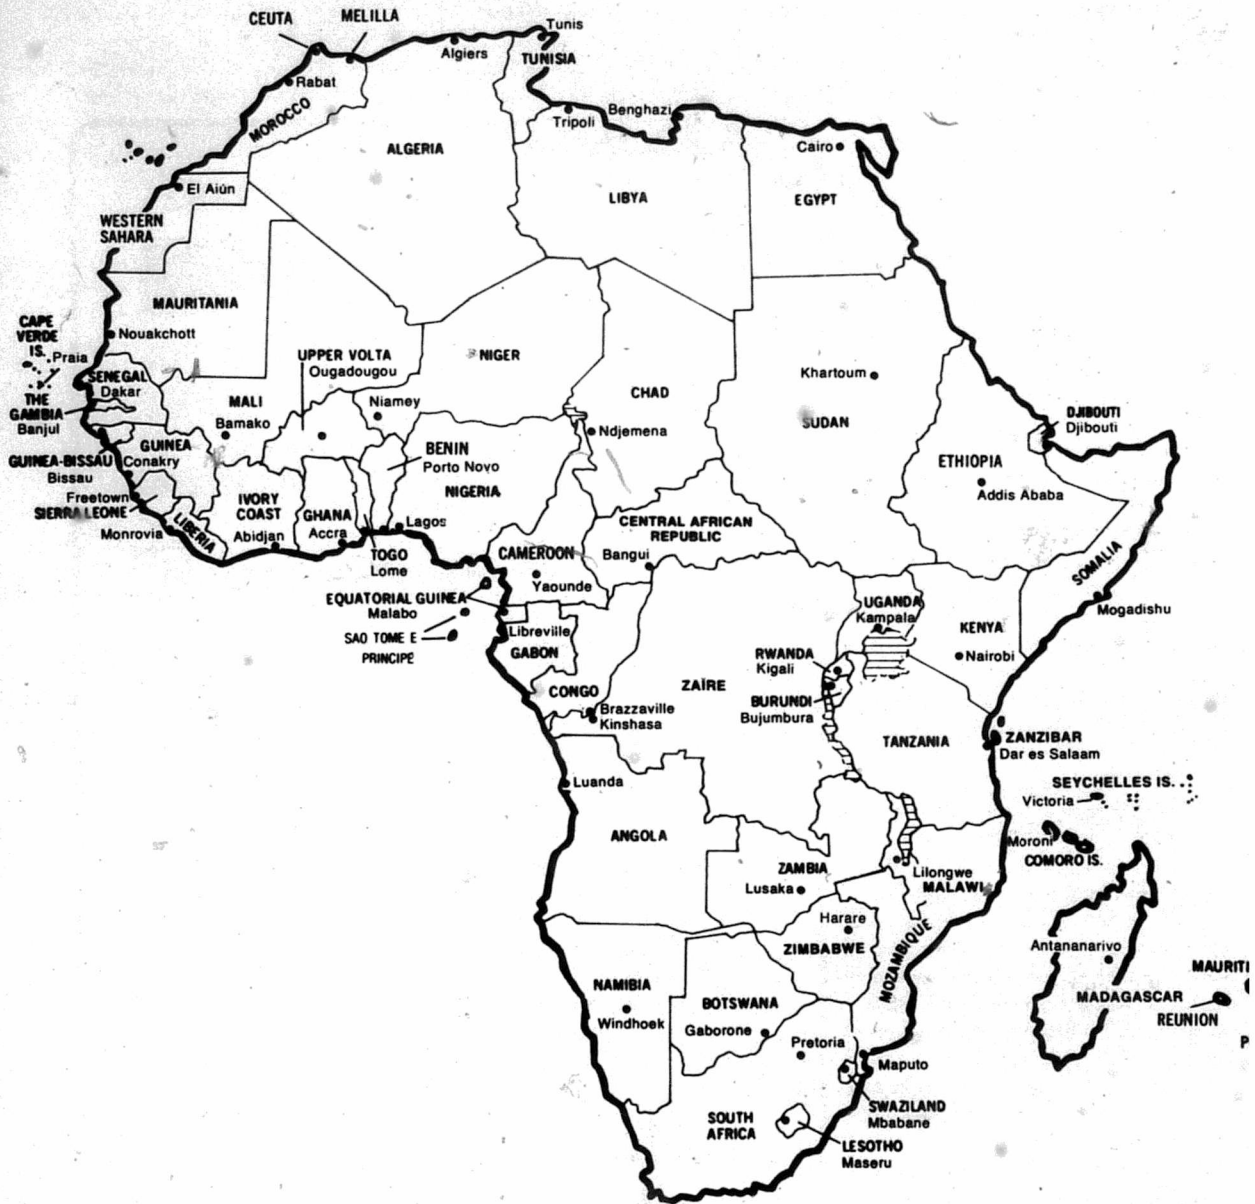 CEUTA
MELILLA
Tunis
Algiers
TUNISIA
Rabat
MOROCCO
Benghazi
Tripoli
Cairo
ALGERIA
El Aiún
LIBYA
EGYPT
WESTERN
SAHARA
MAURITANIA
Nouakchott
CAPE
VERDE
IS.
Praia
UPPER VOLTA
Ougadougou
NIGER
SENEGAL
Dakar
THE
GAMBIA
Banjul
MALI
Bamako
Niamey
CHAD
Ndjemena
Khartoum
SUDAN
DJIBOUTI
Djibouti
GUINEA
Conakry
GUINEA-BISSAU
Bissau
BENIN
Porto Novo
NIGERIA
ETHIOPIA
Addis Ababa
Freetown
SIERRA LEONE
LIBERIA
Monrovia
IVORY
COAST
Abidjan
GHANA
Accra
Lagos
TOGO
Lome
CENTRAL AFRICAN
REPUBLIC
Bangui
CAMEROON
Yaounde
SOMALIA
Mogadishu
EQUATORIAL GUINEA
Malabo
SAO TOME E
PRINCIPE
Libreville
GABON
UGANDA
Kampala
KENYA
Nairobi
RWANDA
Kigali
BURUNDI
Bujumbura
ZAÏRE
CONGO
Brazzaville
Kinshasa
TANZANIA
ZANZIBAR
Dar es Salaam
SEYCHELLES IS.
Victoria
Luanda
ANGOLA
Moroni
COMORO IS.
ZAMBIA
Lusaka
Lilongwe
MALAWI
Harare
ZIMBABWE
MOZAMBIQUE
Antananarivo
MADAGASCAR
MAURITI
REUNION
P
NAMIBIA
Windhoek
BOTSWANA
Gaborone
Pretoria
Maputo
SWAZILAND
Mbabane
SOUTH
AFRICA
LESOTHO
Maseru